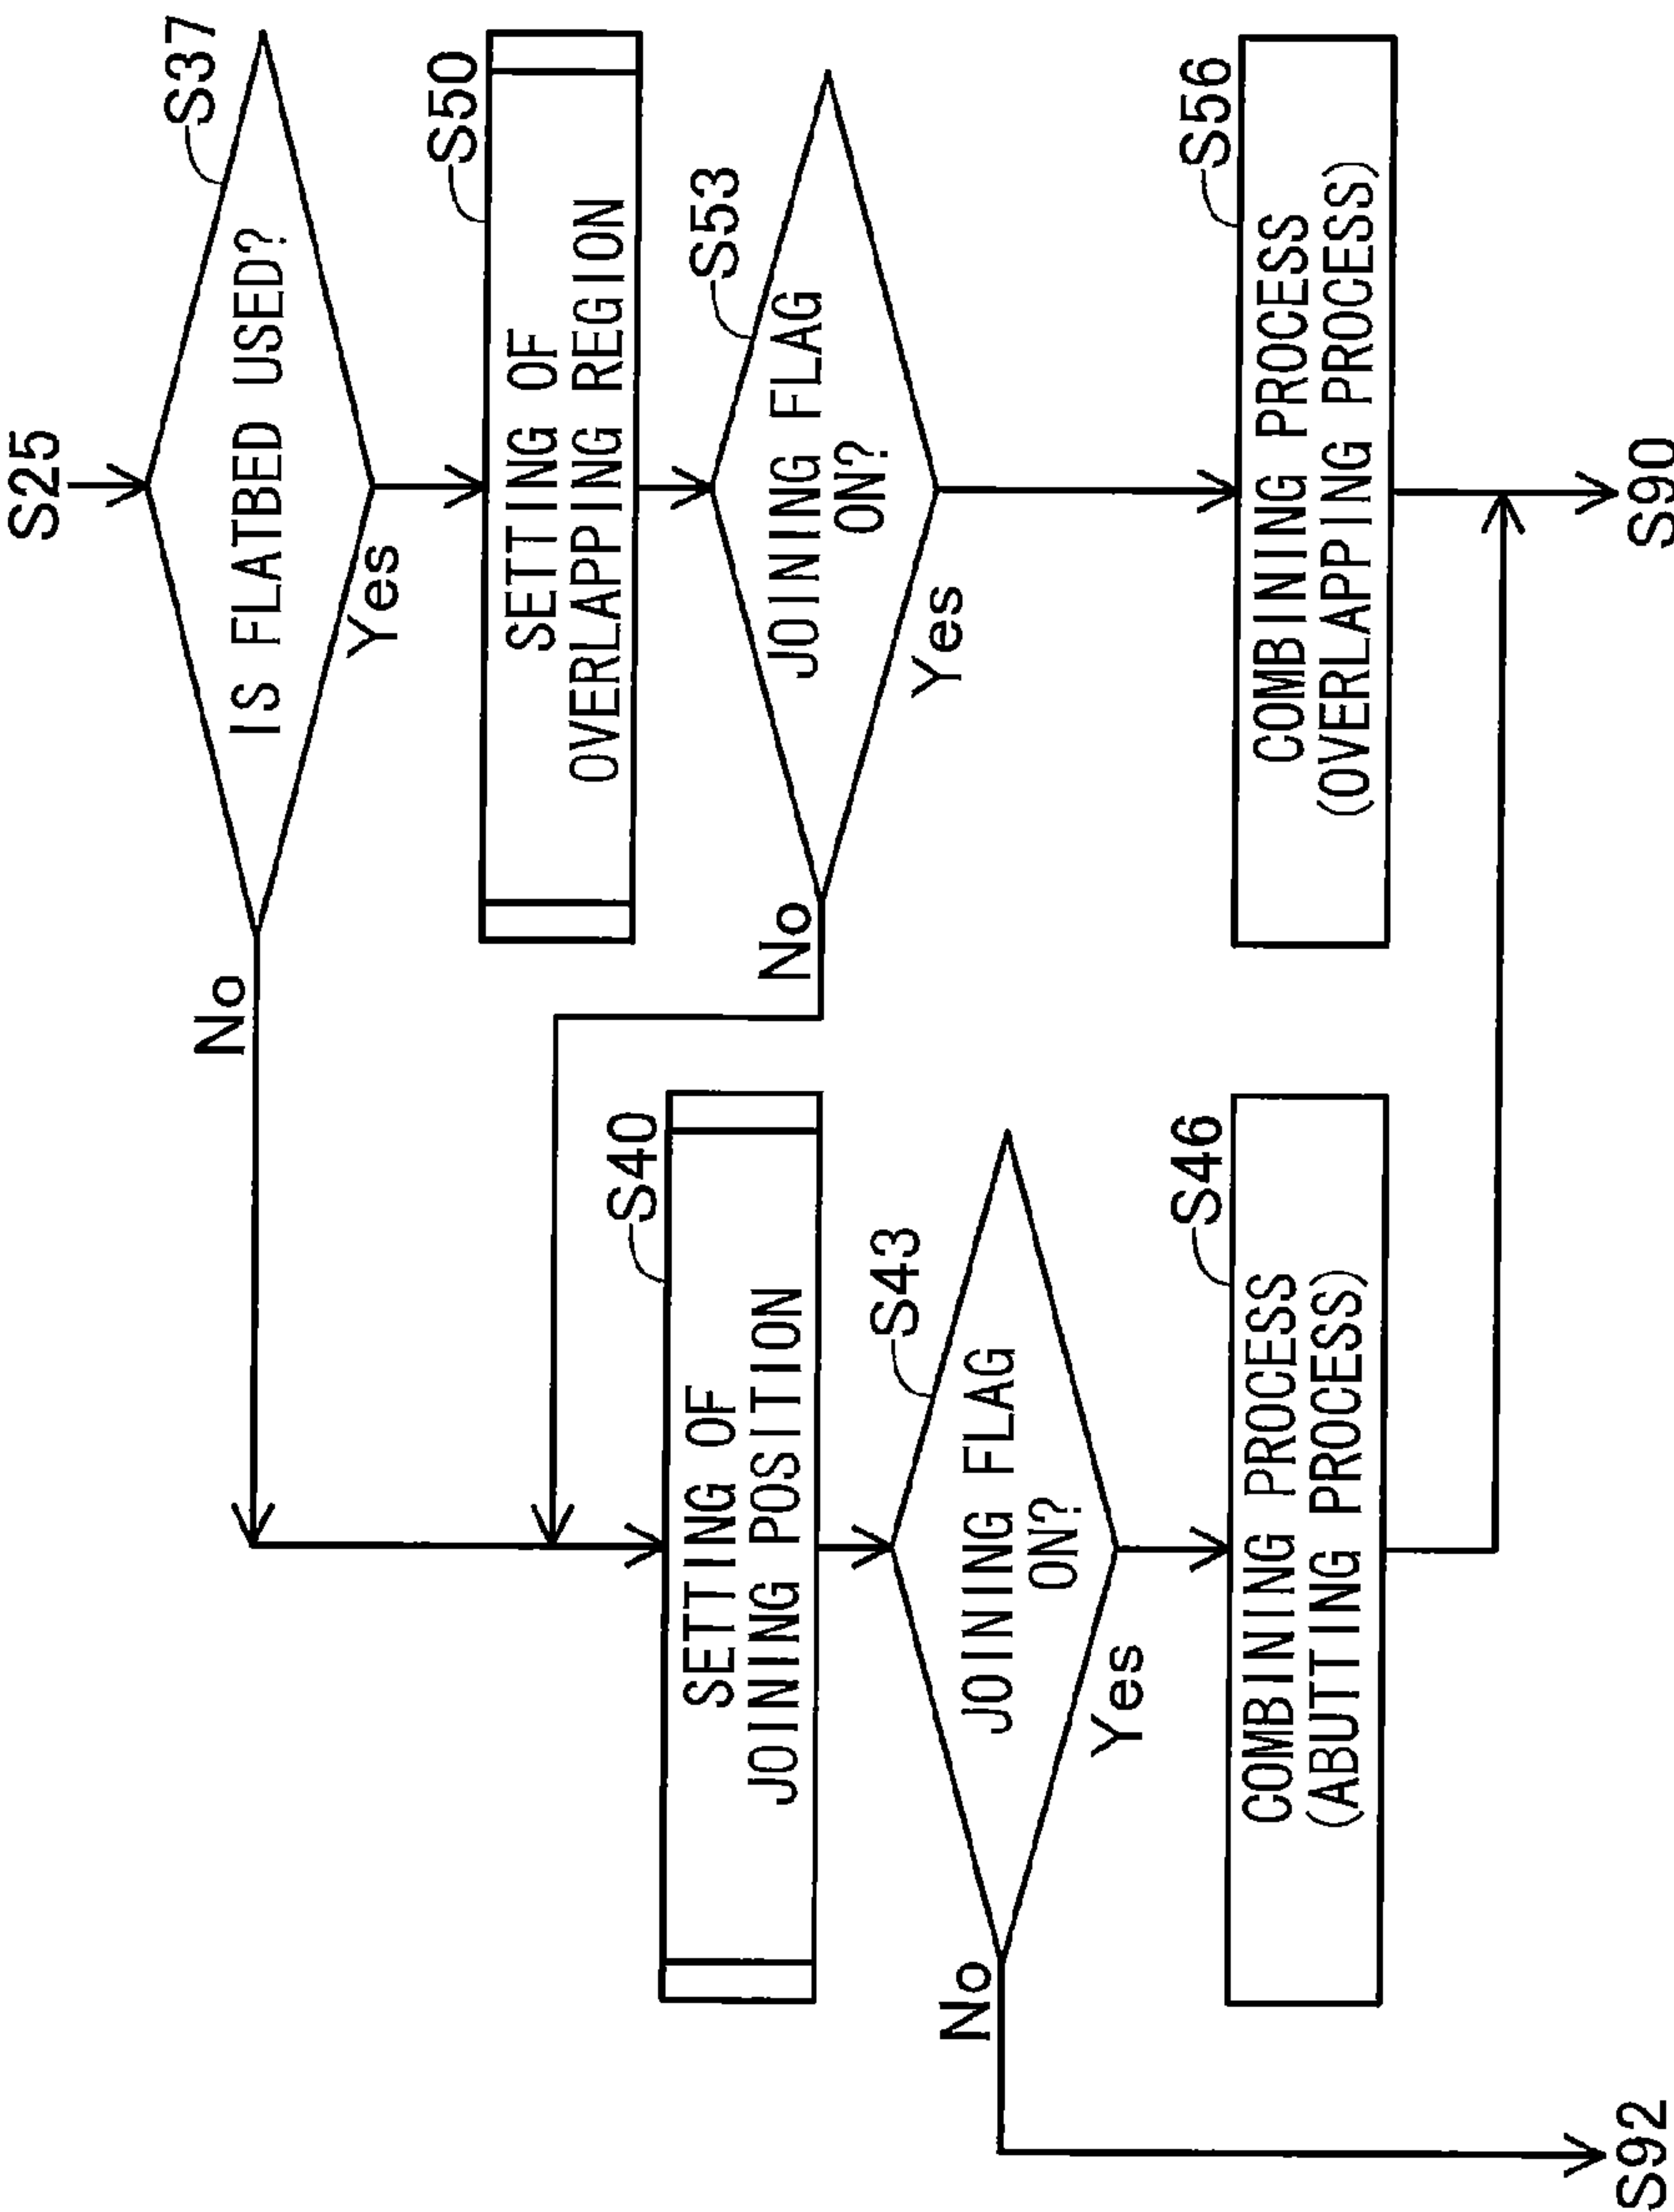 S25
S37
IS FLATBED USED?
No
Yes
S50
SETTING OF
OVERLAPPING REGION
S40
SETTING OF
JOINING POSITION
S53
JOINING FLAG
ON?
No
Yes
S43
JOINING FLAG
ON?
No
Yes
S46
COMBINING PROCESS
(ABUTTING PROCESS)
S56
COMBINING PROCESS
(OVERLAPPING PROCESS)
S92
S90